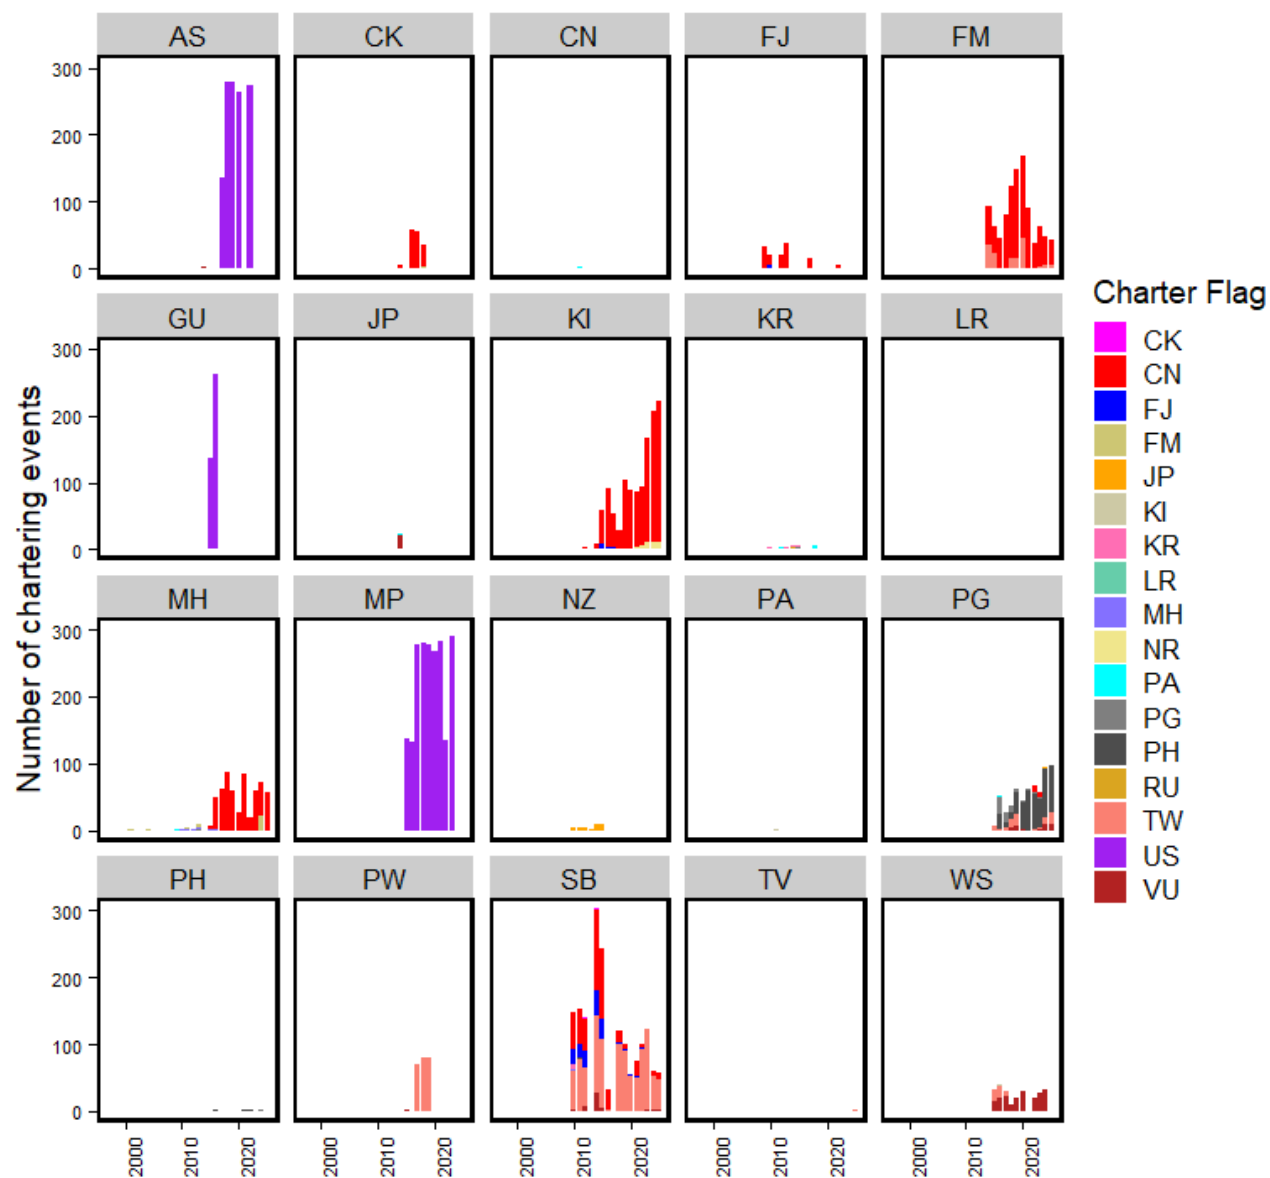 AS CK CN FJ FM
300
200
100
0
GU JP KI KR LR
300
200
100
0
MH MP NZ PA PG
300
200
100
0
PH PW SB TV WS
300
200
100
0
2000 2010 2020 2000 2010 2020 2000 2010 2020 2000 2010 2020 2000 2010 2020
Number of chartering events
Charter Flag
CK
CN
FJ
FM
JP
KI
KR
LR
MH
NR
PA
PG
PH
RU
TW
US
VU